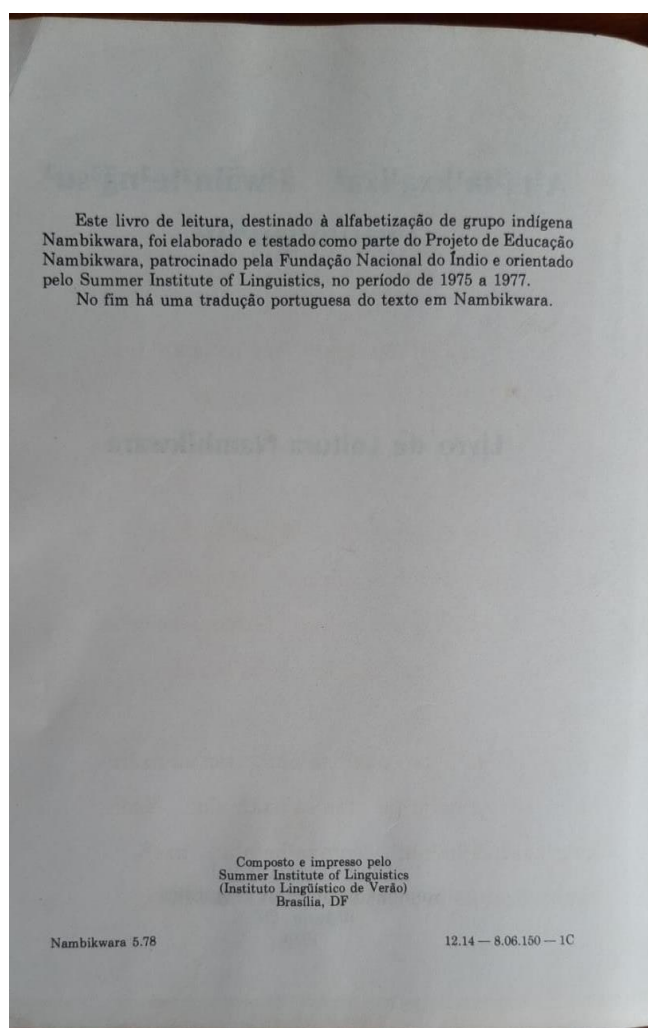 Este livro de leitura, destinado à alfabetização de grupo indígena
Nambikwara, foi elaborado e testado como parte do Projeto de Educação
Nambikwara, patrocinado pela Fundação Nacional do Índio e orientado
pelo Summer Institute of Linguistics, no período de 1975 a 1977.
No fim há uma tradução portuguesa do texto em Nambikwara.
Composto e impresso pelo
Summer Institute of Linguistics
(Instituto Lingüístico de Verão)
Brasília, DF
Nambikwara 5.78
12.14 — 8.06.150 — 1C